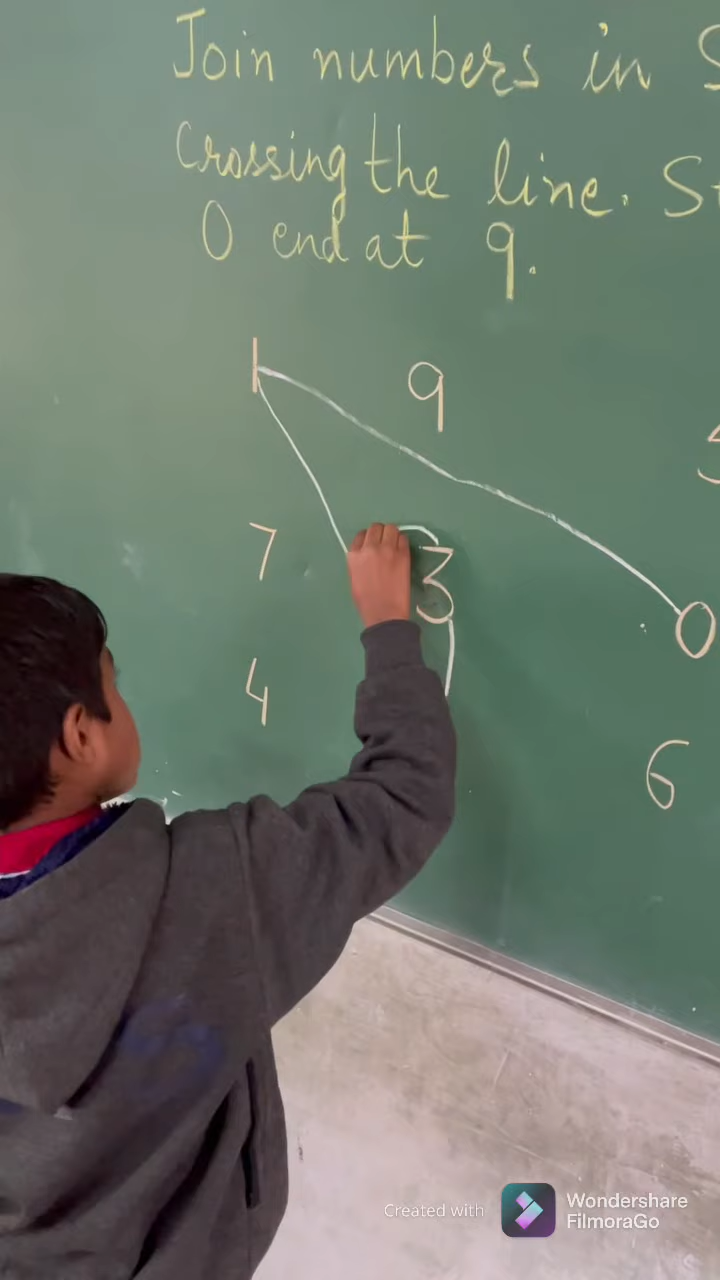 Join numbers in
Crossing the line.
0 end at 9.
1
9
7
3
0
4
6
Created with Wondershare
FilmoraGo